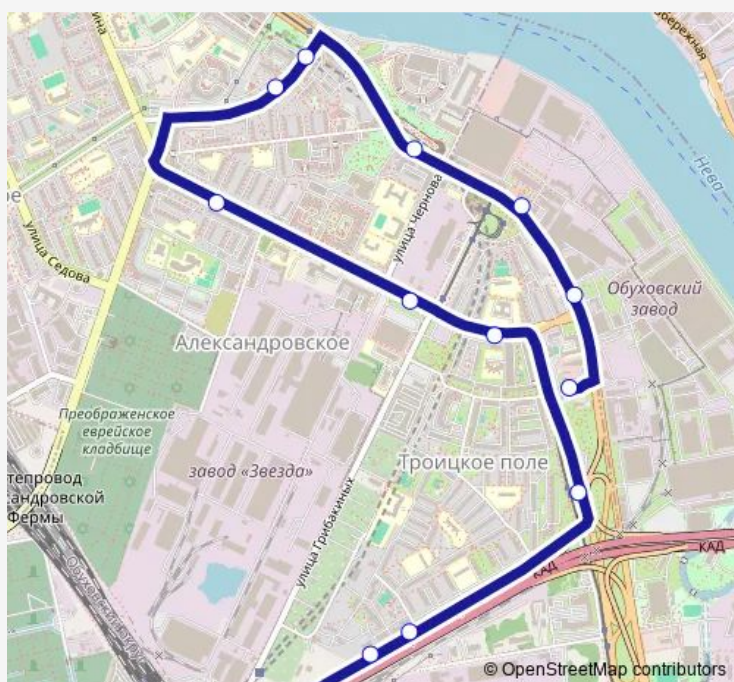 Нева
улица Чернова
улица Седова
Обуховский
завод
Александровское
Преображенское
еврейское
кладбище
Троицкое поле
завод «Звезда»
тепровод
сандровской
Фермы
улица Грибакиных
КАД
КАД
© OpenStreetMap contributors